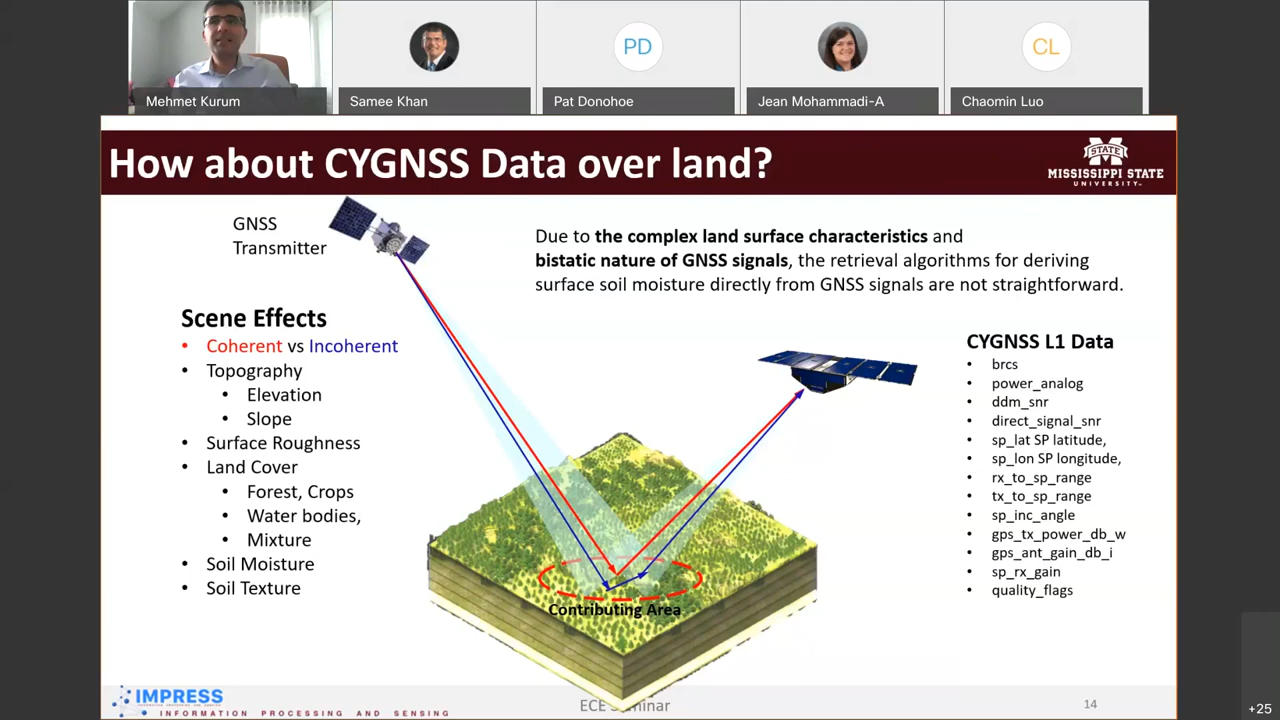 PD
CL
Mehmet Kurum
Samee Khan
Pat Donohoe
Jean Mohammadi-A
Chaomin Luo
How about CYGNSS Data over land?
STATE
MISSISSIPPI STATE
UNIVERSITY™
GNSS
Transmitter
Due to the complex land surface characteristics and
bistatic nature of GNSS signals, the retrieval algorithms for deriving
surface soil moisture directly from GNSS signals are not straightforward.
Scene Effects
• Coherent vs Incoherent
• Topography
• Elevation
• Slope
• Surface Roughness
• Land Cover
• Forest, Crops
• Water bodies,
• Mixture
• Soil Moisture
• Soil Texture
CYGNSS L1 Data
• brcs
• power_analog
• ddm_snr
• direct_signal_snr
• sp_lat SP latitude,
• sp_lon SP longitude,
• rx_to_sp_range
• tx_to_sp_range
• sp_inc_angle
• gps_tx_power_db_w
• gps_ant_gain_db_i
• sp_rx_gain
• quality_flags
Contributing Area
IMPRESS
INFORMATION PROCESSING AND SENSING
ECE
14
+25